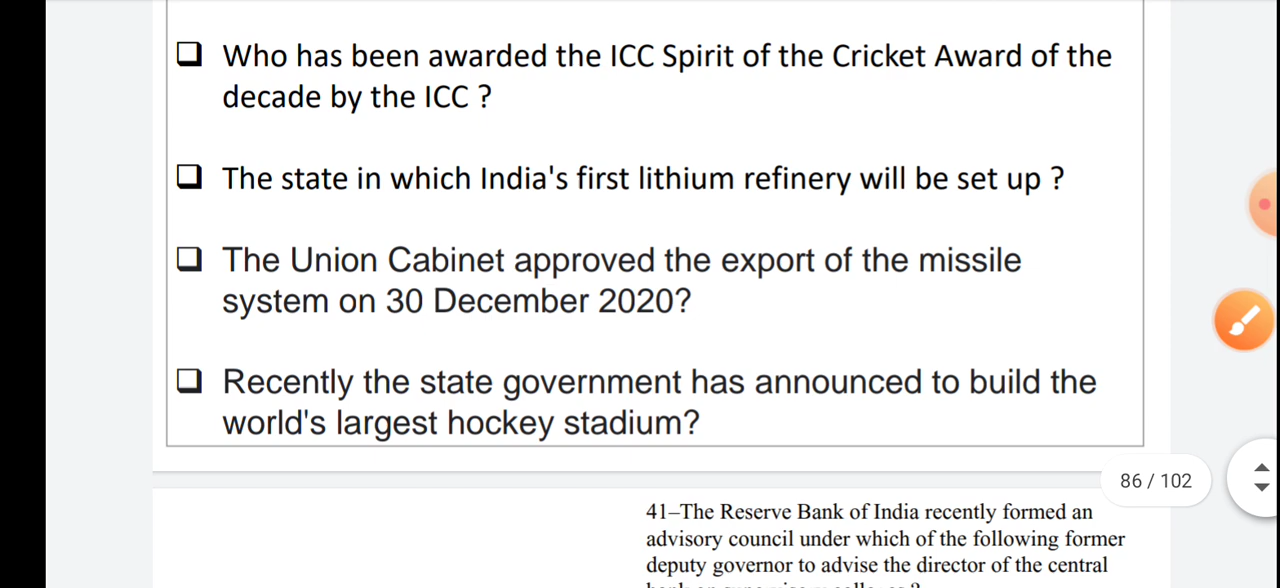 ❑ Who has been awarded the ICC Spirit of the Cricket Award of the
decade by the ICC ?
❑ The state in which India's first lithium refinery will be set up ?
❑ The Union Cabinet approved the export of the missile
system on 30 December 2020?
❑ Recently the state government has announced to build the
world's largest hockey stadium?
86 / 102
41–The Reserve Bank of India recently formed an
advisory council under which of the following former
deputy governor to advise the director of the central